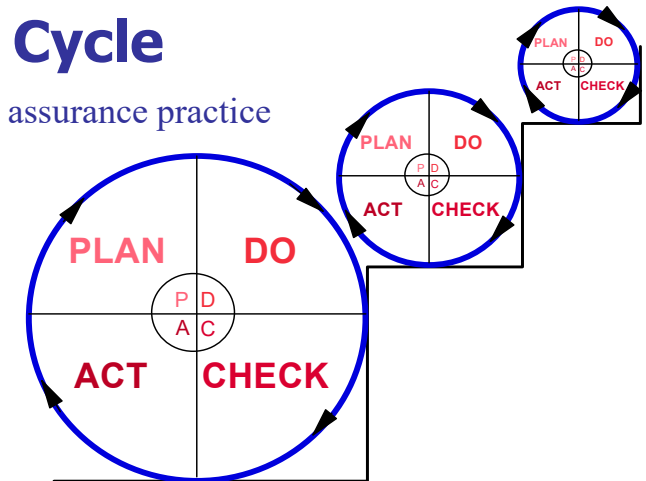 Cycle
assurance practice
PLAN DO
P D
A C
ACT CHECK
PLAN DO
P D
A C
ACT CHECK
PLAN DO
P D
A C
ACT CHECK